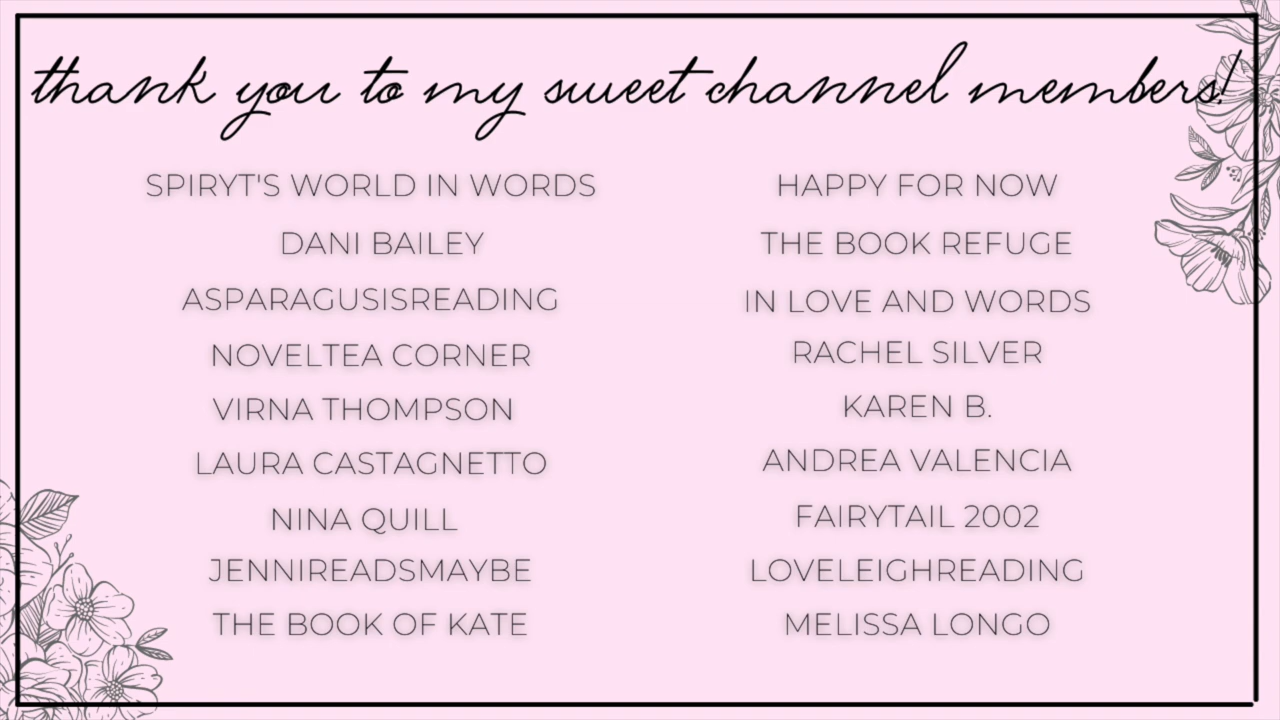 thank you to my sweet channel members!
SPIRYT'S WORLD IN WORDS
DANI BAILEY
ASPARAGUSISREADING
NOVELTEA CORNER
VIRNA THOMPSON
LAURA CASTAGNETTO
NINA QUILL
JENNIREADSMAYBE
THE BOOK OF KATE
HAPPY FOR NOW
THE BOOK REFUGE
IN LOVE AND WORDS
RACHEL SILVER
KAREN B.
ANDREA VALENCIA
FAIRYTAIL 2002
LOVELEIGHREADING
MELISSA LONGO